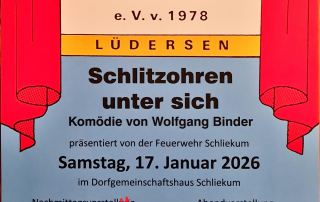 e. V. v. 1978
LÜDERSEN
Schlitzohren
unter sich
Komödie von Wolfgang Binder
präsentiert von der Feuerwehr Schliekum
Samstag, 17. Januar 2026
im Dorfgemeinschaftshaus Schliekum